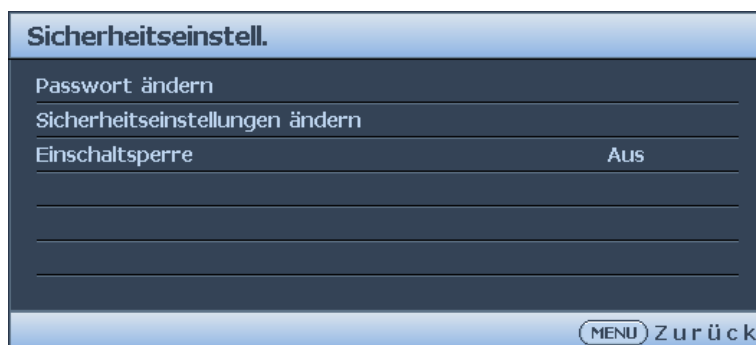 Sicherheitseinstell.
Passwort ändern
Sicherheitseinstellungen ändern
Einschaltsperre Aus
MENU Zurück